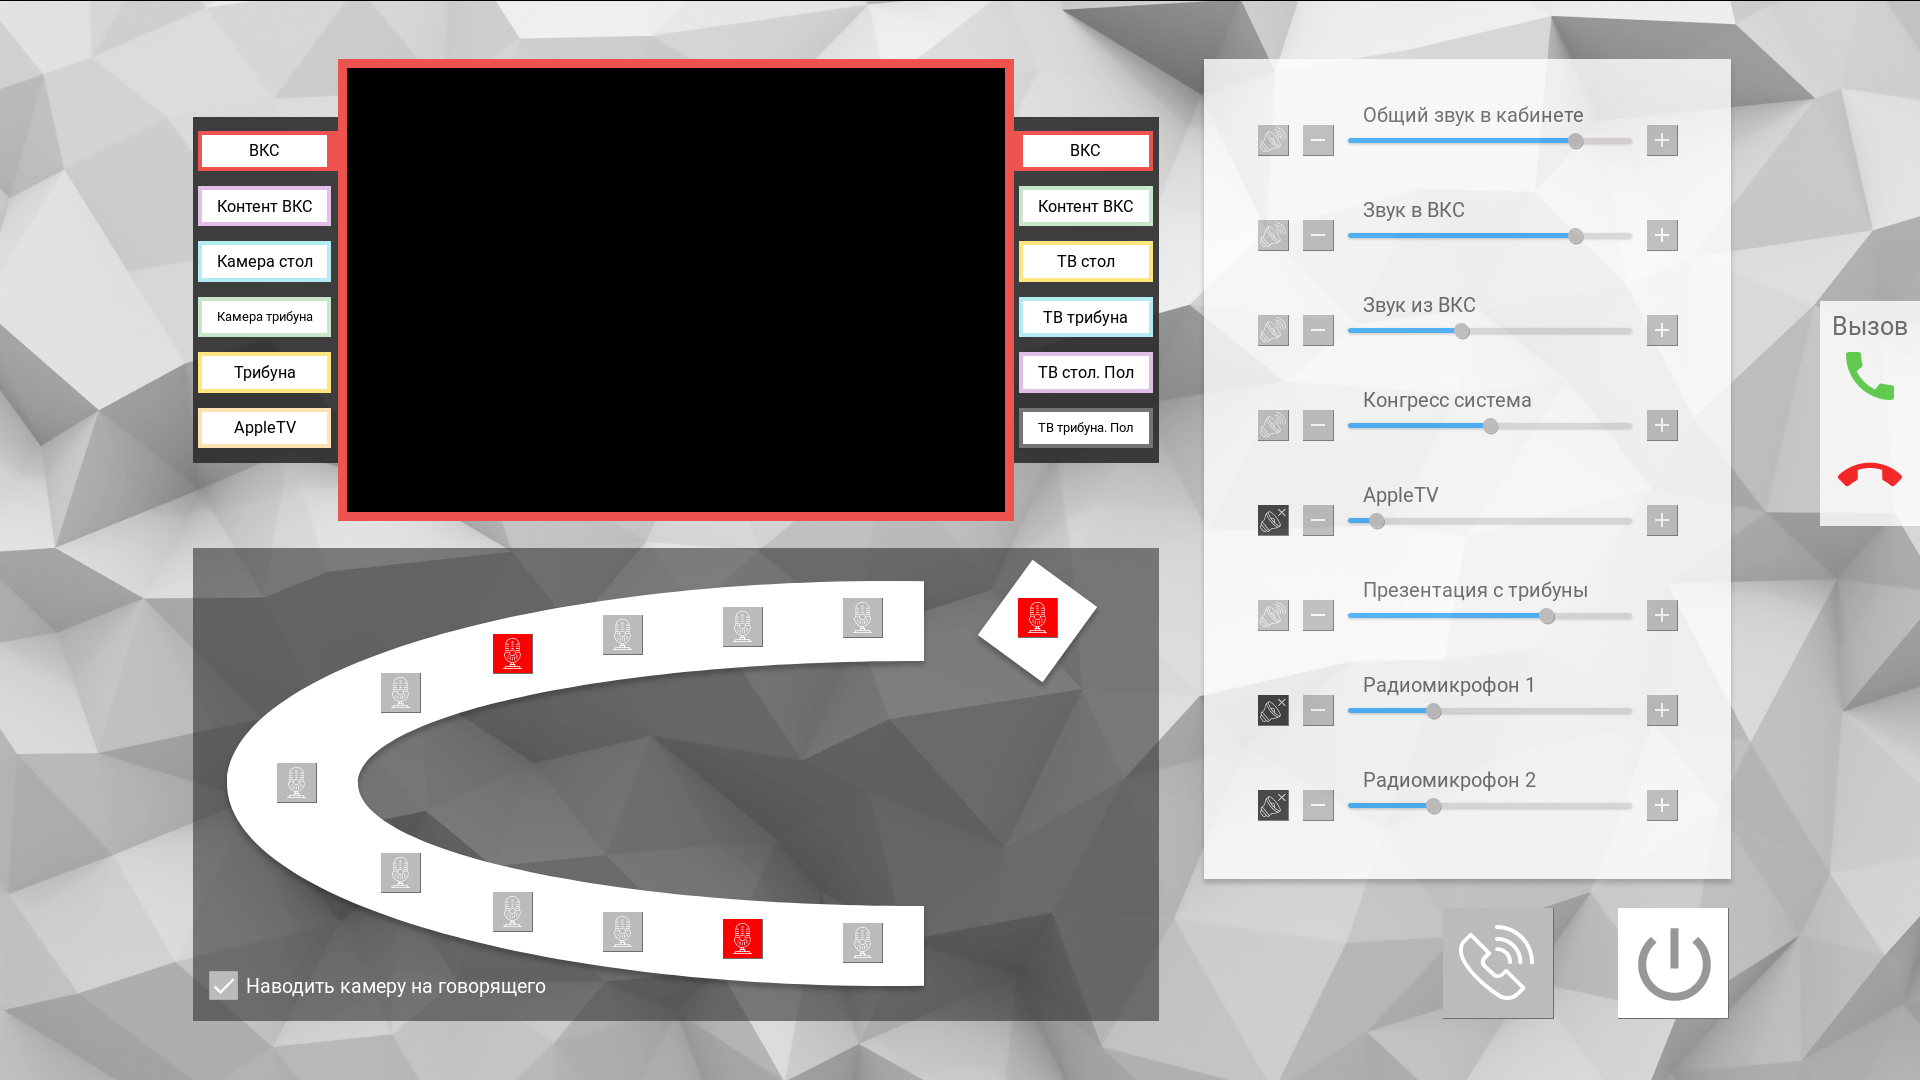 ВКС
Контент ВКС
Камера стол
Камера трибуна
Трибуна
AppleTV
ВКС
Контент ВКС
ТВ стол
ТВ трибуна
ТВ стол. Пол
ТВ трибуна. Пол
Наводить камеру на говорящего
Общий звук в кабинете
Звук в ВКС
Звук из ВКС
Конгресс система
AppleTV
Презентация с трибуны
Радиомикрофон 1
Радиомикрофон 2
Вызов